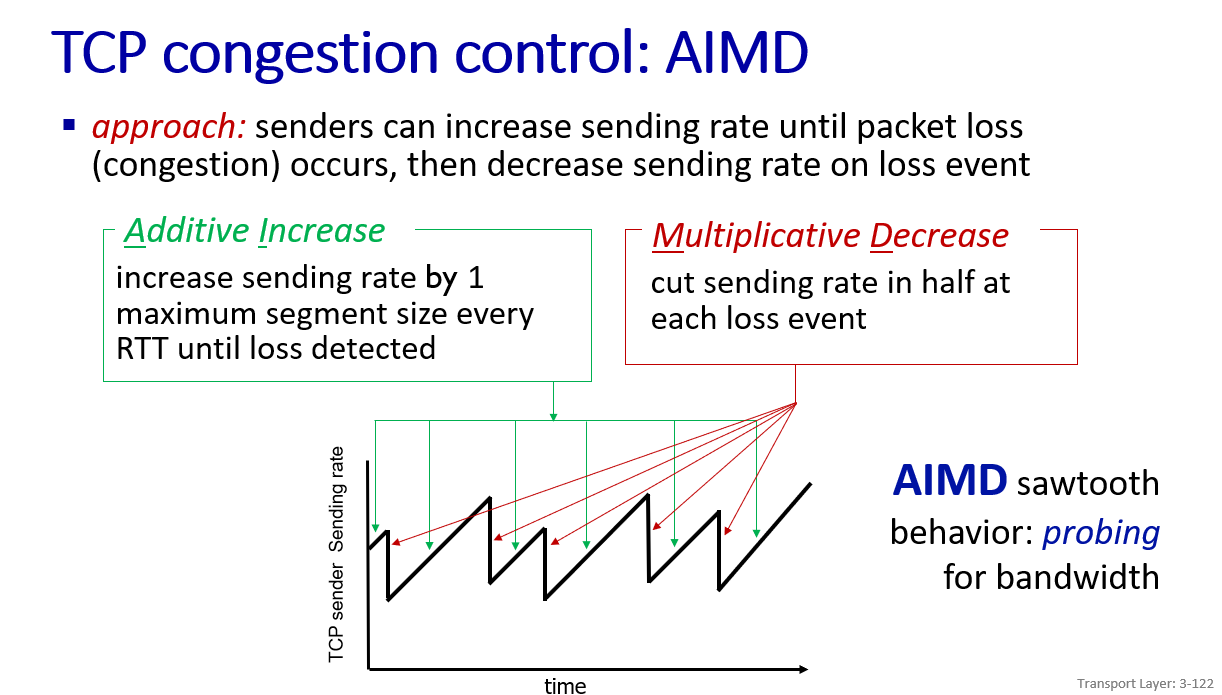 TCP congestion control: AIMD
▪ approach: senders can increase sending rate until packet loss
(congestion) occurs, then decrease sending rate on loss event
Additive Increase
increase sending rate by 1
maximum segment size every
RTT until loss detected
Multiplicative Decrease
cut sending rate in half at
each loss event
TCP sender Sending rate
time
AIMD sawtooth
behavior: probing
for bandwidth
Transport Layer: 3-122